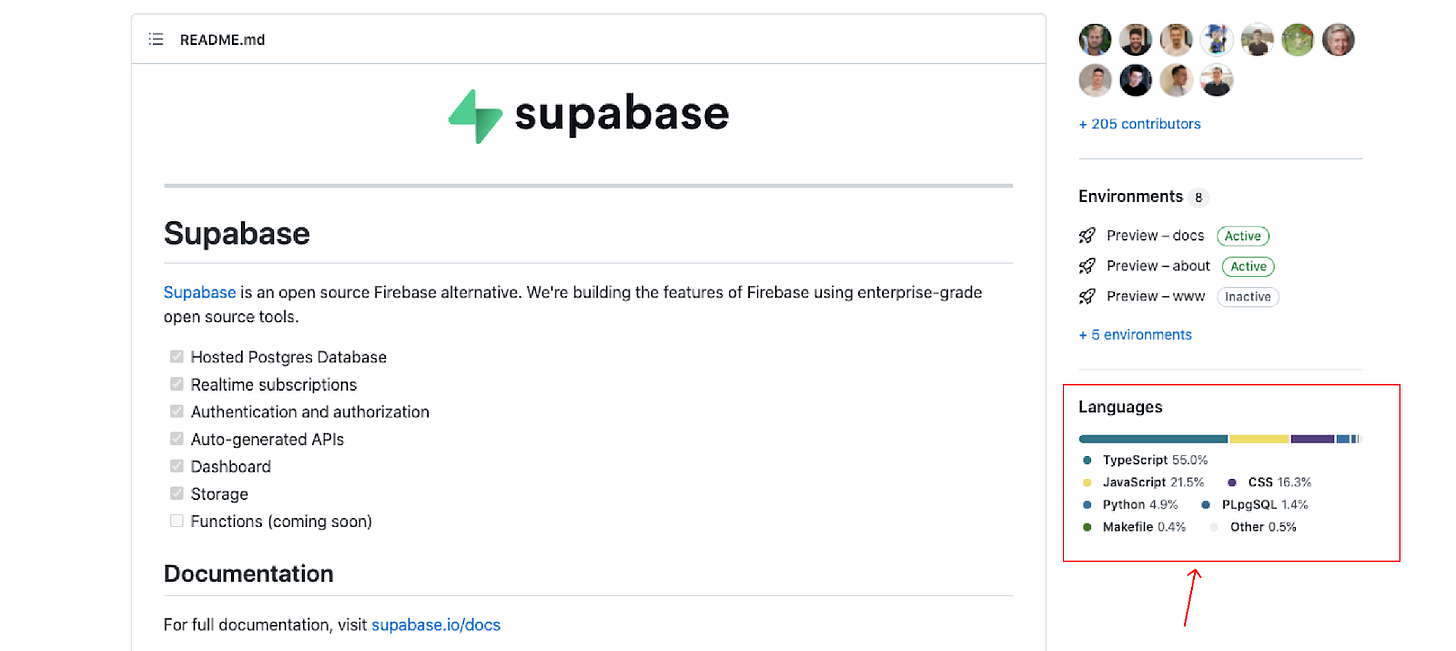 README.md
supabase
Supabase
Supabase is an open source Firebase alternative. We're building the features of Firebase using enterprise-grade
open source tools.
Hosted Postgres Database
Realtime subscriptions
Authentication and authorization
Auto-generated APIs
Dashboard
Storage
Functions (coming soon)
Documentation
For full documentation, visit supabase.io/docs
+ 205 contributors
Environments 8
Preview – docs Active
Preview – about Active
Preview – www Inactive
+ 5 environments
Languages
TypeScript 55.0%
JavaScript 21.5% CSS 16.3%
Python 4.9% PLpgSQL 1.4%
Makefile 0.4% Other 0.5%